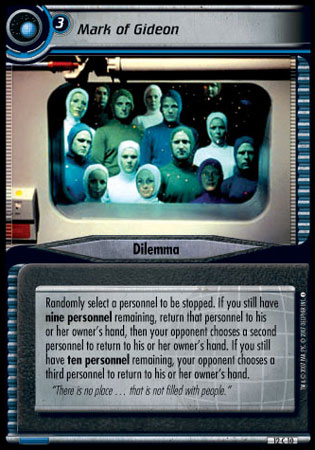 3
Mark of Gideon
Dilemma
Randomly select a personnel to be stopped. If you still have
nine personnel remaining, return that personnel to his
or her owner's hand, then your opponent chooses a second
personnel to return to his or her owner's hand. If you still
have ten personnel remaining, your opponent chooses a
third personnel to return to his or her owner's hand.
"There is no place . . . that is not filled with people."
12 C 10